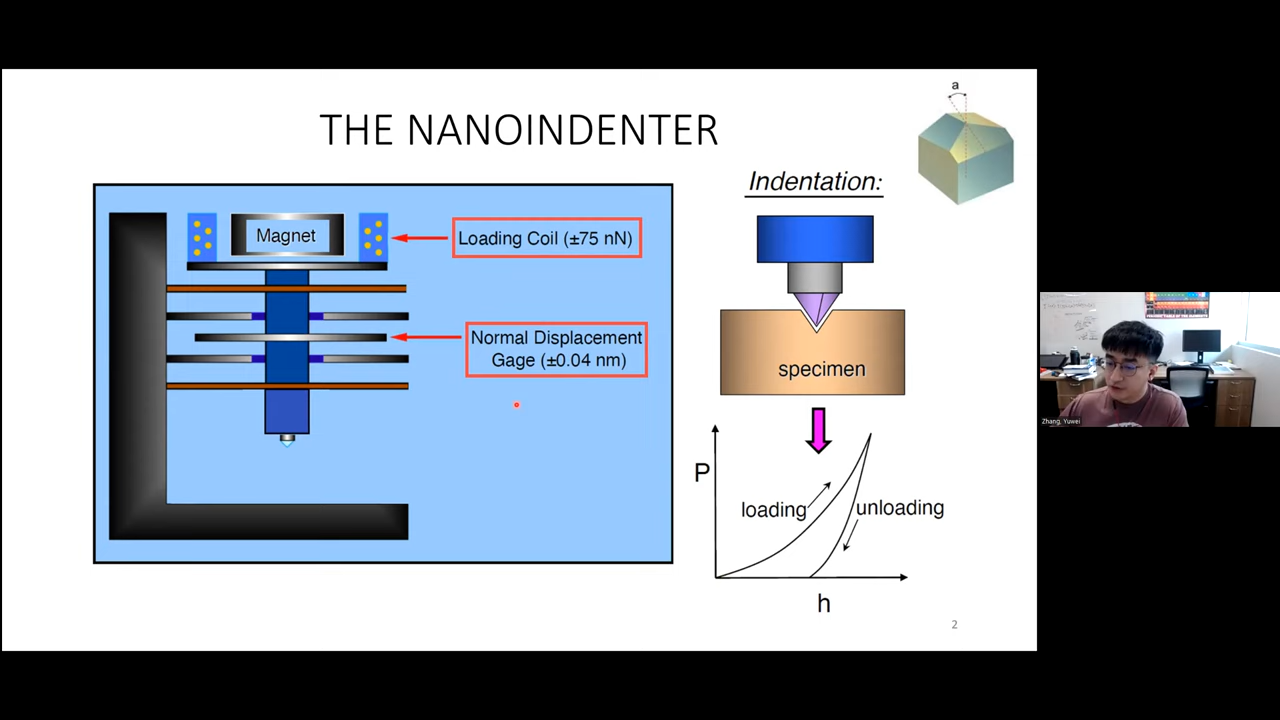 THE NANOINDENTER
a
Magnet
Loading Coil (±75 nN)
Normal Displacement
Gage (±0.04 nm)
Indentation:
specimen
P
loading
unloading
h
2
Zhang, Yuwei